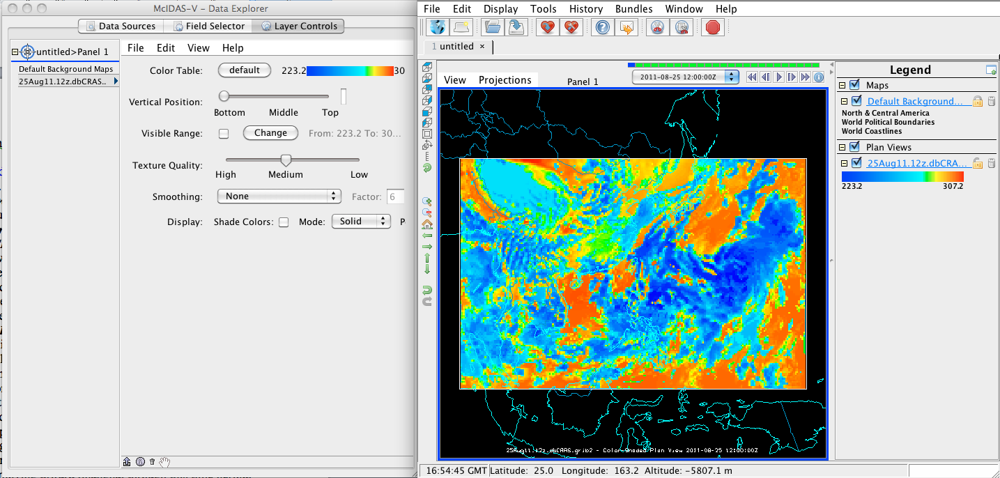 McIDAS-V - Data Explorer
Data Sources Field Selector Layer Controls
untitled>Panel 1
Default Background Maps
25Aug11.12z.dbCRAS..
File Edit View Help
Color Table: default 223.2 30
Vertical Position:
Bottom Middle Top
Visible Range: Change From: 223.2 To: 30...
Texture Quality:
High Medium Low
Smoothing: None Factor: 6
Display: Shade Colors: Mode: Solid P
File Edit Display Tools History Bundles Window Help
1 untitled ×
View Projections Panel 1 2011-08-25 12:00:00Z
25Aug11.12z.dbCRAS.grib2 - Color-Shaded Plan View 2011-08-25 12:00:00Z
Legend
Maps
Default Background...
North & Central America
World Political Boundaries
World Coastlines
Plan Views
25Aug11.12z.dbCRA...
223.2 307.2
16:54:45 GMT Latitude: 25.0 Longitude: 163.2 Altitude: -5807.1 m